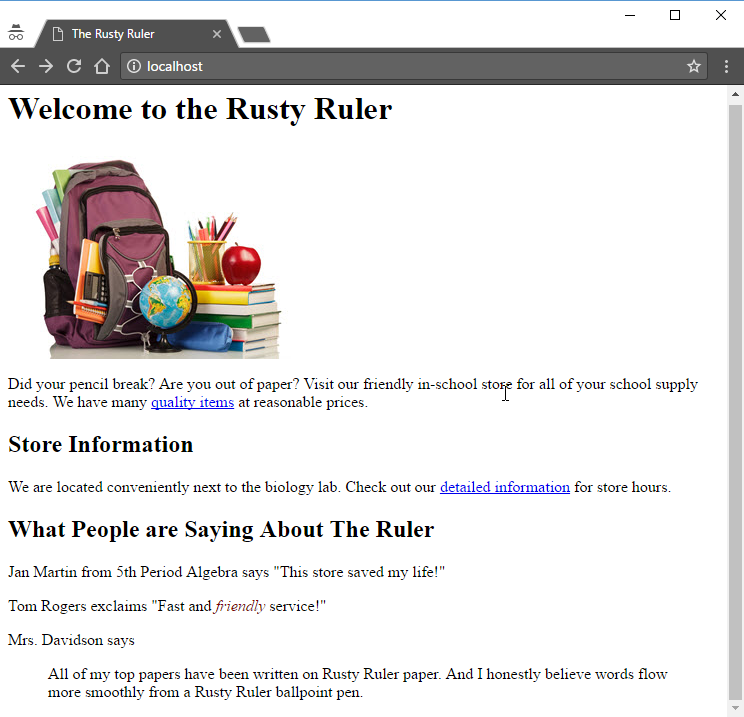 The Rusty Ruler
localhost
Welcome to the Rusty Ruler
Did your pencil break? Are you out of paper? Visit our friendly in-school store for all of your school supply
needs. We have many quality items at reasonable prices.
Store Information
We are located conveniently next to the biology lab. Check out our detailed information for store hours.
What People are Saying About The Ruler
Jan Martin from 5th Period Algebra says "This store saved my life!"
Tom Rogers exclaims "Fast and friendly service!"
Mrs. Davidson says
All of my top papers have been written on Rusty Ruler paper. And I honestly believe words flow
more smoothly from a Rusty Ruler ballpoint pen.